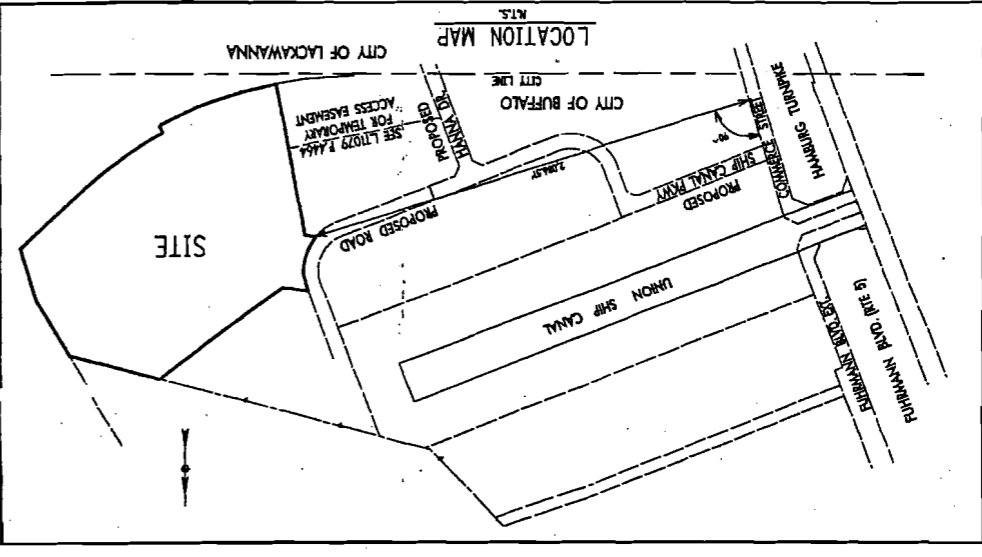 FUHRMANN BLVD. (RTE 5)
FUHRMANN BLVD. EXT.
UNION SHIP CANAL
SITE
PROPOSED ROAD
PROPOSED
SHIP CANAL PKWY
HAMBURG TURNPIKE
COMMERCE STREET
90°
PROPOSED
HANNA DR.
SEE L.11079 P.4464
FOR TEMPORARY
ACCESS EASEMENT
CITY OF BUFFALO
CITY LINE
CITY OF LACKAWANNA
LOCATION MAP
N.T.S.